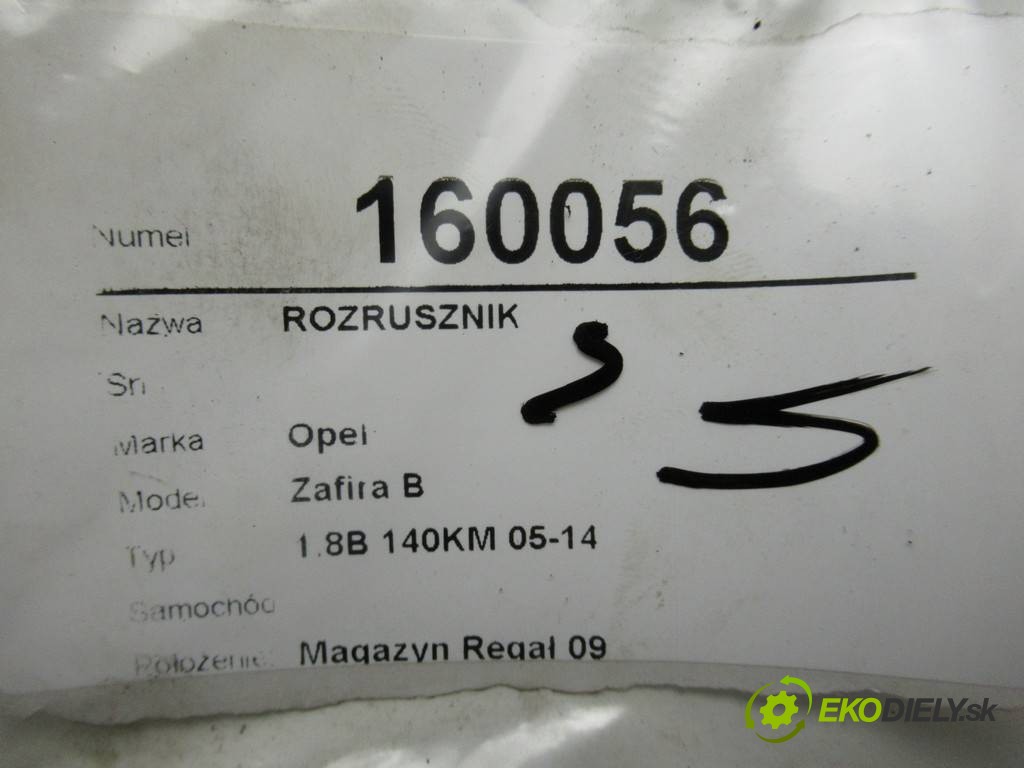 Numer 160056
Nazwa ROZRUSZNIK
Sn
Marka Opel
Model Zafira B
Typ 1.8B 140KM 05-14
Samochód
Położenie: Magazyn Regał 09
EKODIELY.sk